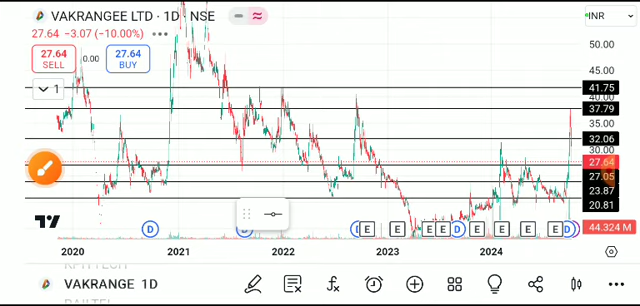 VAKRANGEE LTD · 1D · NSE
INR
27.64 −3.07 (−10.00%)
27.64 SELL
0.00
27.64 BUY
1
50.00
45.00
41.75
40.00
37.79
35.00
32.06
30.00
27.64
27.05
23.87
20.81
44.324 M
D D D E E E E D E E E E D
2020 2021 2022 2023 2024
VAKRANGE 1D